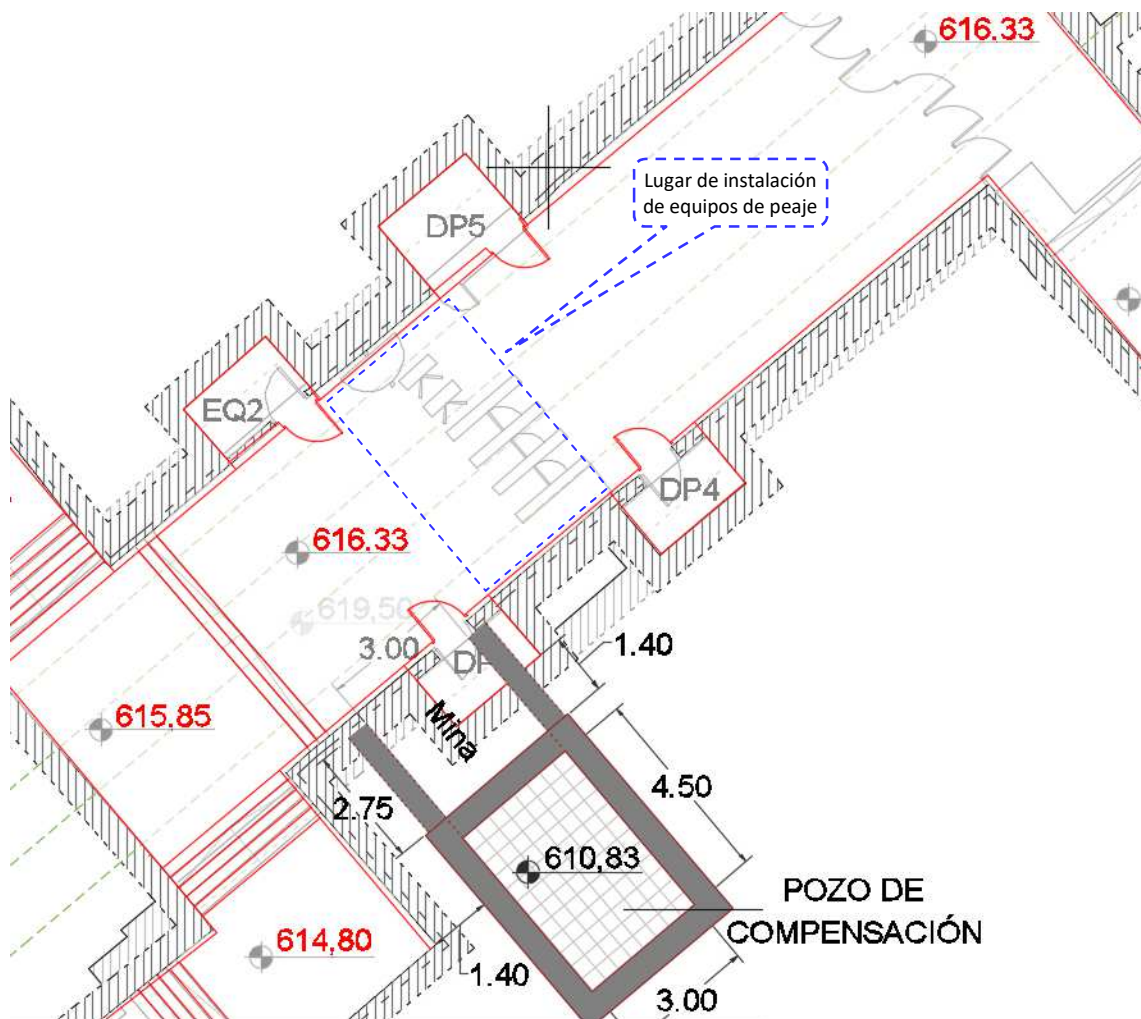 616.33
Lugar de instalación
de equipos de peaje
DP5
EQ2
DP4
616.33
619,50
3.00
DP
1.40
Mina
615,85
2.75
4.50
610,83
POZO DE
COMPENSACIÓN
614,80
1.40
3.00